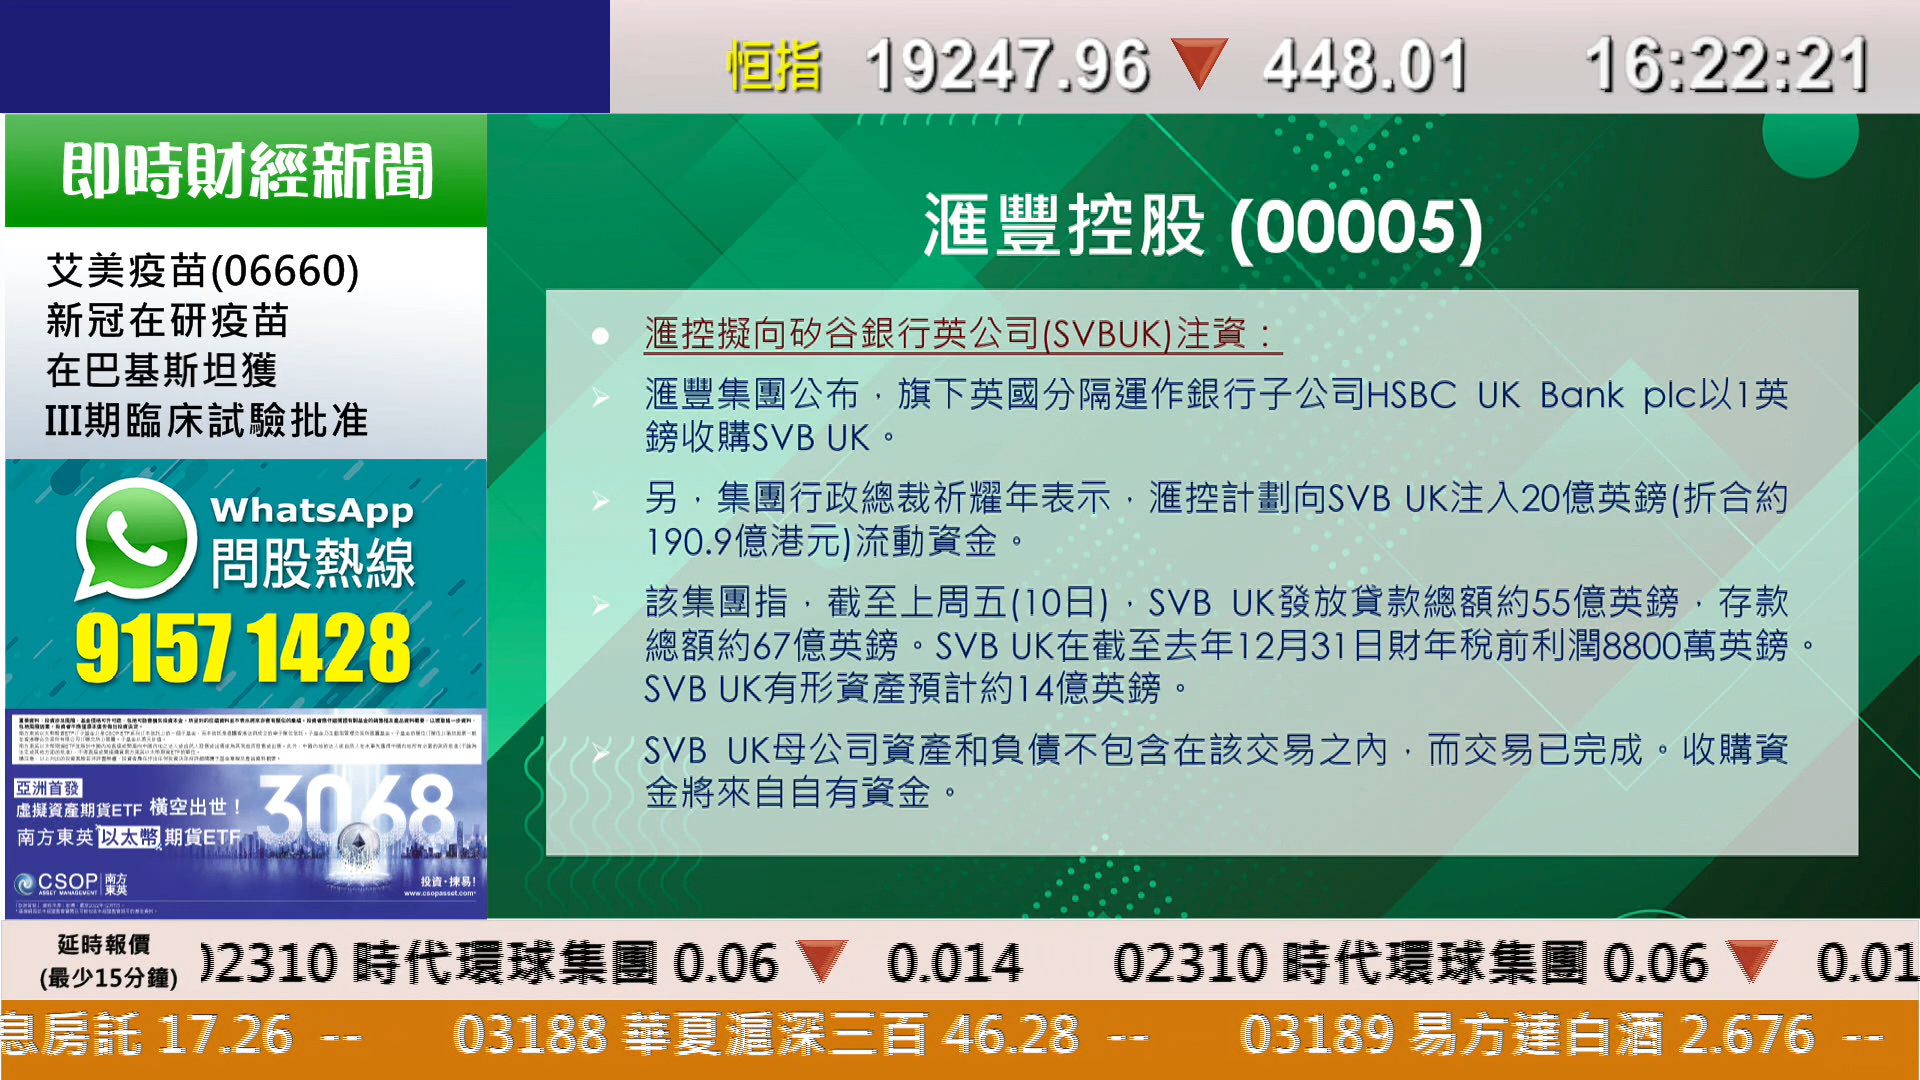 恒指 19247.96 ▼ 448.01 16:22:21
即時財經新聞
艾美疫苗(06660)
新冠在研疫苗
在巴基斯坦獲
III期臨床試驗批准
WhatsApp
問股熱線
9157 1428
亞洲首發
虛擬資產期貨ETF 橫空出世！
南方東英 以太幣 期貨ETF
3068
CSOP
ASSET MANAGEMENT
南方
東英
投資·揀易!
www.csopasset.com
滙豐控股 (00005)
● 滙控擬向矽谷銀行英公司(SVBUK)注資：
➢ 滙豐集團公布，旗下英國分隔運作銀行子公司HSBC UK Bank plc以1英
鎊收購SVB UK。
➢ 另，集團行政總裁祈耀年表示，滙控計劃向SVB UK注入20億英鎊(折合約
190.9億港元)流動資金。
➢ 該集團指，截至上周五(10日)，SVB UK發放貸款總額約55億英鎊，存款
總額約67億英鎊。SVB UK在截至去年12月31日財年稅前利潤8800萬英鎊。
SVB UK有形資產預計約14億英鎊。
➢ SVB UK母公司資產和負債不包含在該交易之內，而交易已完成。收購資
金將來自自有資金。
延時報價
(最少15分鐘)
02310 時代環球集團 0.06 ▼ 0.014 02310 時代環球集團 0.06 ▼ 0.01
息房託 17.26 -- 03188 華夏滬深三百 46.28 -- 03189 易方達白酒 2.676 --